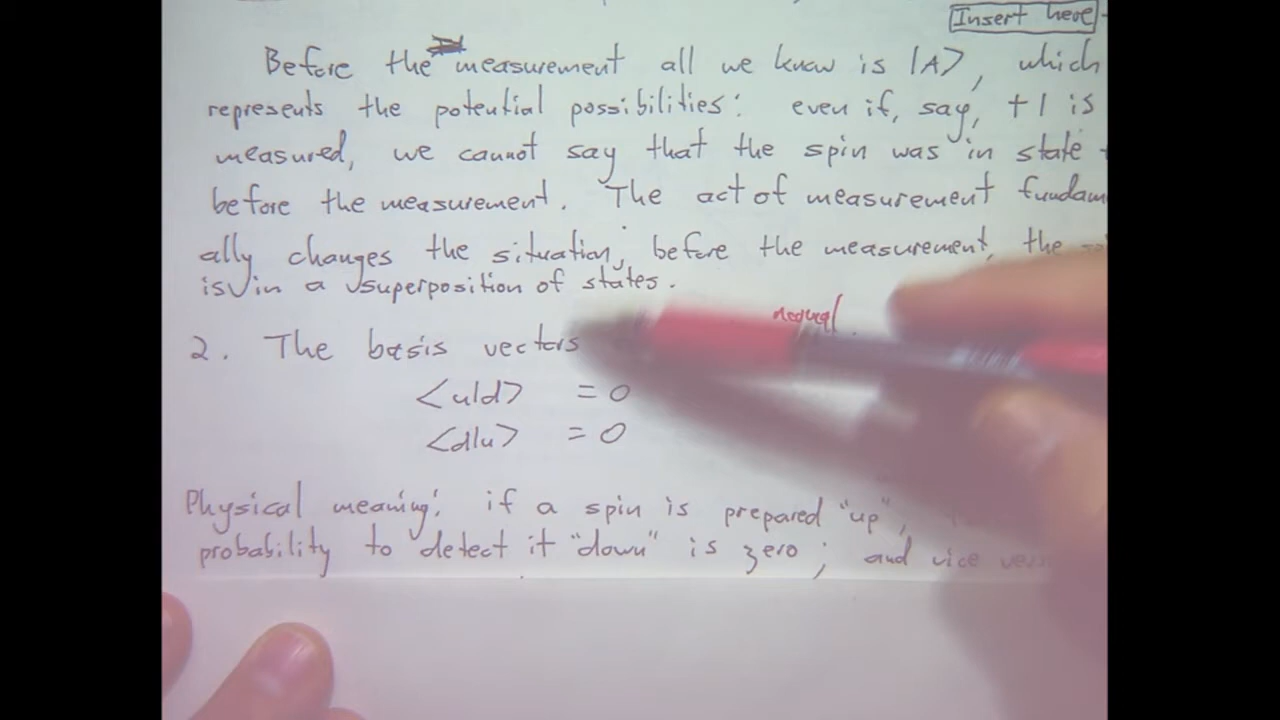 Insert here
Before the measurement all we know is |A>, which
represents the potential possibilities: even if, say, +1 is
measured, we cannot say that the spin was in state
before the measurement. The act of measurement fundam
ally changes the situation; before the measurement, the
is in a superposition of states.
2. The basis vectors
<u|d> = 0
<d|u> = 0
Physical meaning: if a spin is prepared "up",
probability to detect it "down" is zero; and vice vers